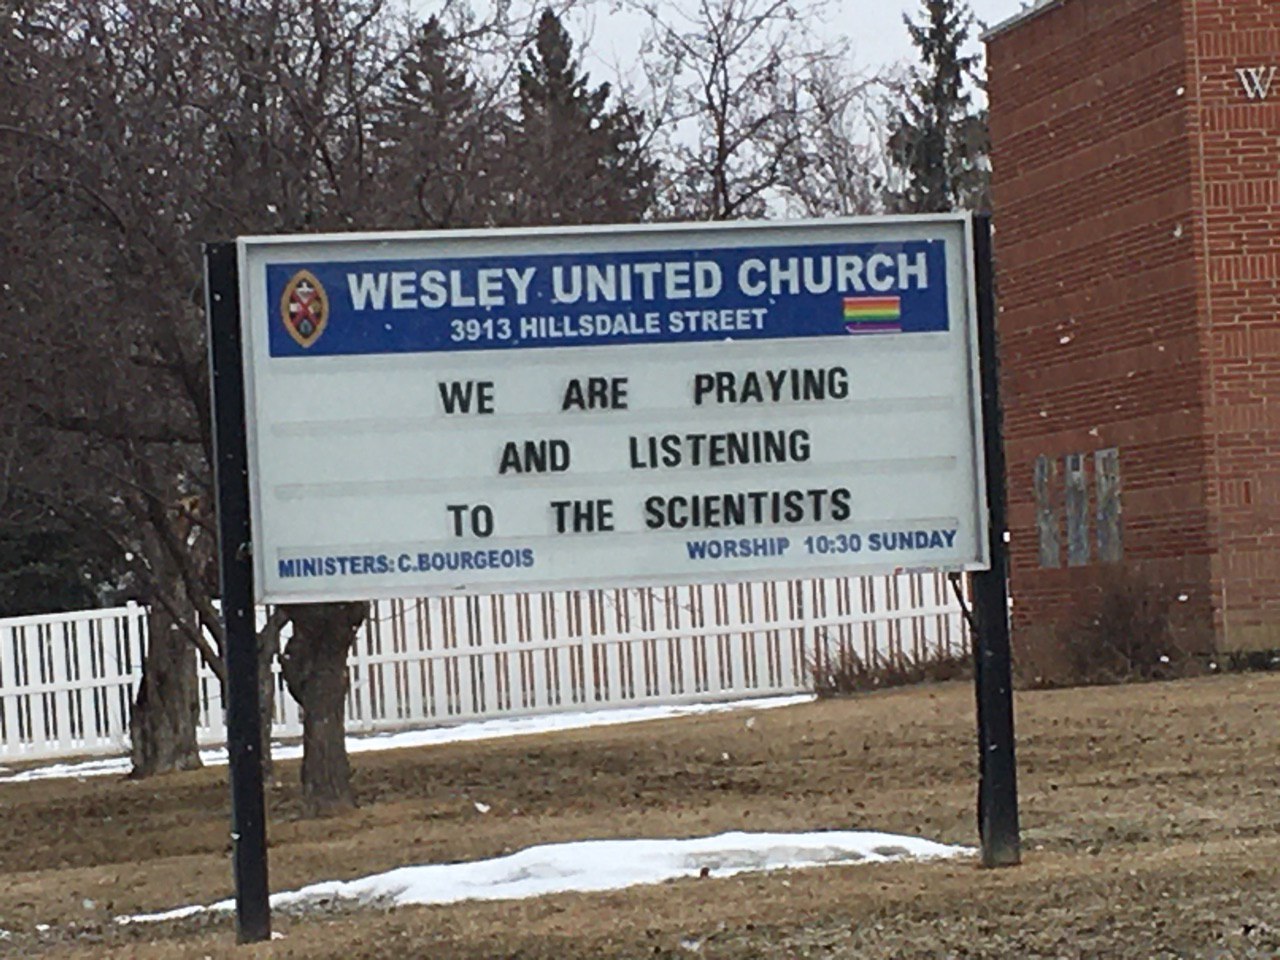 WESLEY UNITED CHURCH
3913 HILLSDALE STREET
WE ARE PRAYING
AND LISTENING
TO THE SCIENTISTS
MINISTERS: C.BOURGEOIS
WORSHIP 10:30 SUNDAY
W